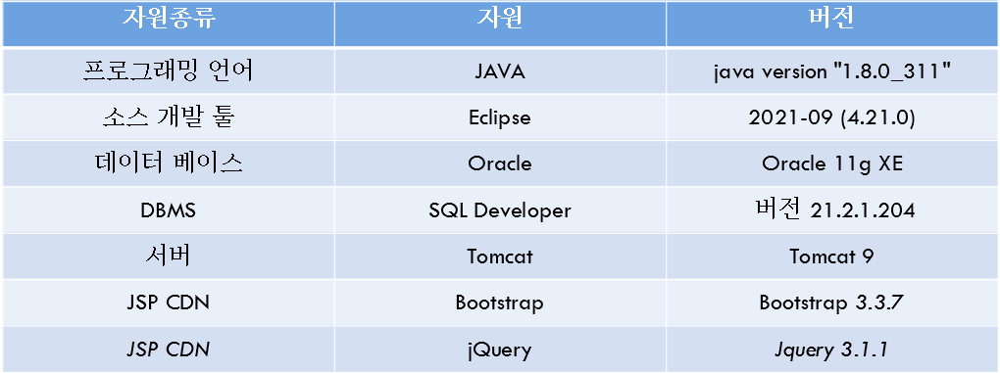 자원종류 자원 버전
프로그래밍 언어 JAVA java version "1.8.0_311"
소스 개발 툴 Eclipse 2021-09 (4.21.0)
데이터 베이스 Oracle Oracle 11g XE
DBMS SQL Developer 버전 21.2.1.204
서버 Tomcat Tomcat 9
JSP CDN Bootstrap Bootstrap 3.3.7
JSP CDN jQuery Jquery 3.1.1